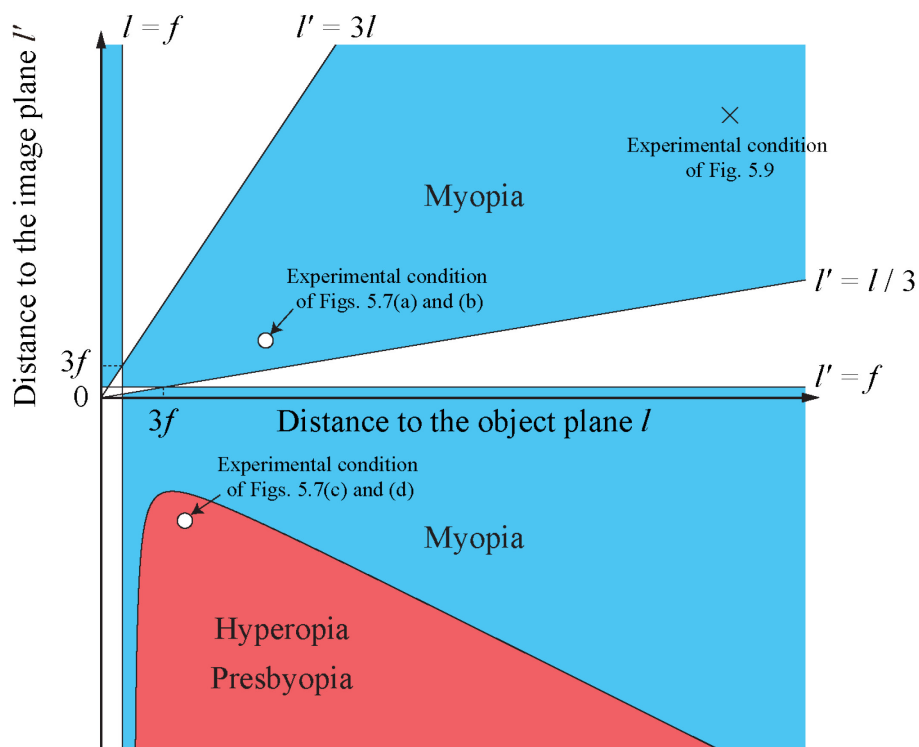 l = f
l′ = 3l
Distance to the image plane l′
Experimental condition
of Fig. 5.9
Myopia
Experimental condition
of Figs. 5.7(a) and (b)
l′ = l / 3
3f
l′ = f
0
3f
Distance to the object plane l
Experimental condition
of Figs. 5.7(c) and (d)
Myopia
Hyperopia
Presbyopia